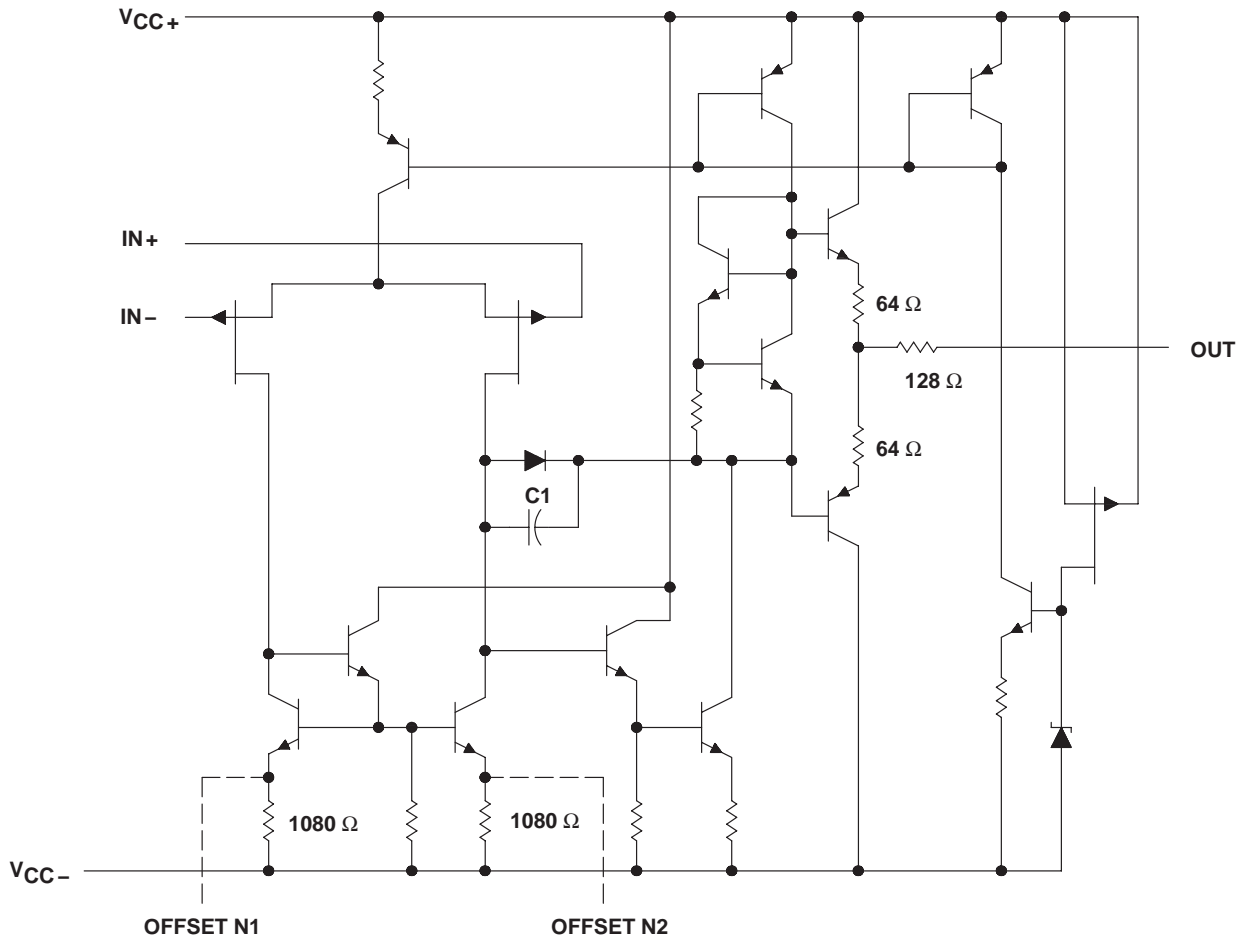 VCC+
IN+
IN−
64 Ω
OUT
128 Ω
64 Ω
C1
1080 Ω
1080 Ω
VCC−
OFFSET N1
OFFSET N2